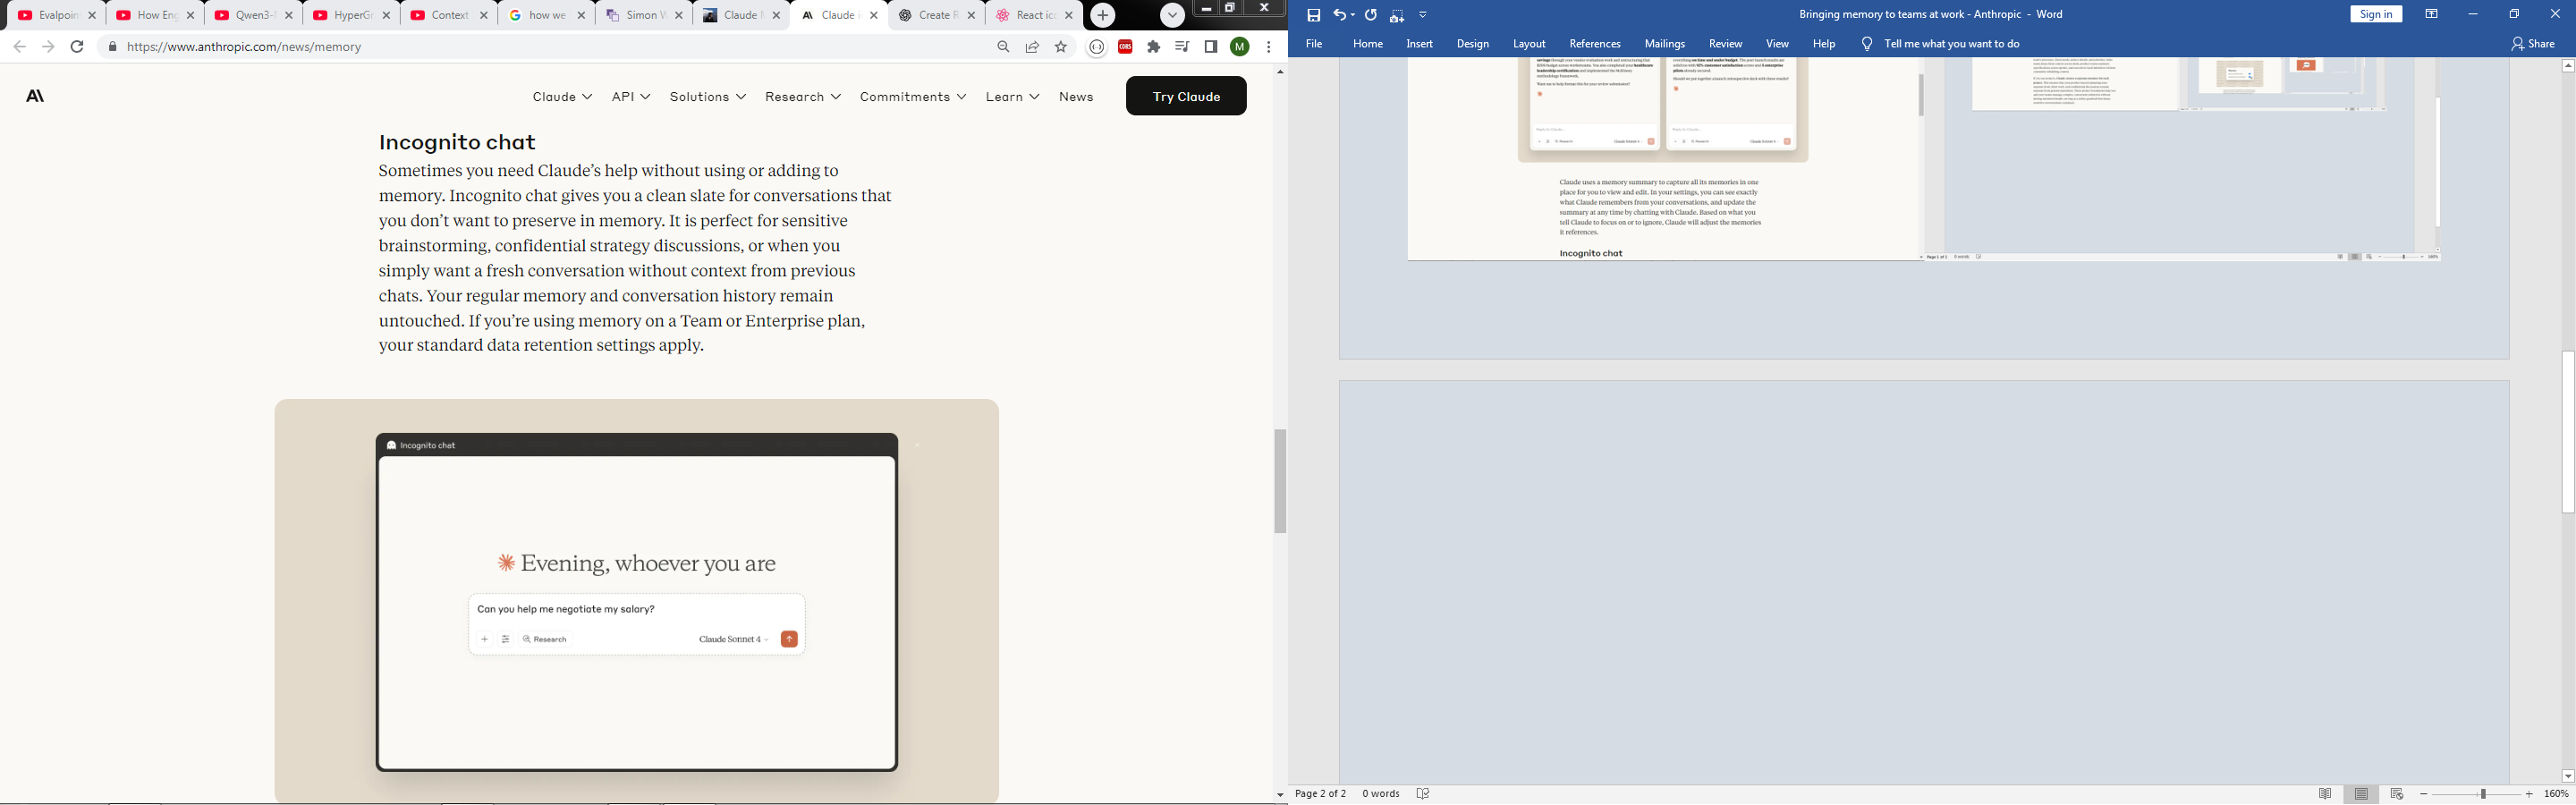 Evalpoin
How Eng
Qwen3-
HyperGr
Context
how we
Simon W
Claude M
Claude i
Create R
React ico
https://www.anthropic.com/news/memory
CORS
M
Claude
API
Solutions
Research
Commitments
Learn
News
Try Claude
Incognito chat
Sometimes you need Claude’s help without using or adding to
memory. Incognito chat gives you a clean slate for conversations that
you don’t want to preserve in memory. It is perfect for sensitive
brainstorming, confidential strategy discussions, or when you
simply want a fresh conversation without context from previous
chats. Your regular memory and conversation history remain
untouched. If you’re using memory on a Team or Enterprise plan,
your standard data retention settings apply.
Incognito chat
Evening, whoever you are
Can you help me negotiate my salary?
Research
Claude Sonnet 4
Bringing memory to teams at work - Anthropic - Word
Sign in
File
Home
Insert
Design
Layout
References
Mailings
Review
View
Help
Tell me what you want to do
Share
Claude uses a memory summary to capture all its memories in one
place for you to view and edit. In your settings, you can see exactly
what Claude remembers from your conversations, and update the
summary at any time by chatting with Claude. Based on what you
tell Claude to focus on or to ignore, Claude will adjust the memories
it references.
Incognito chat
Page 2 of 2
0 words
160%